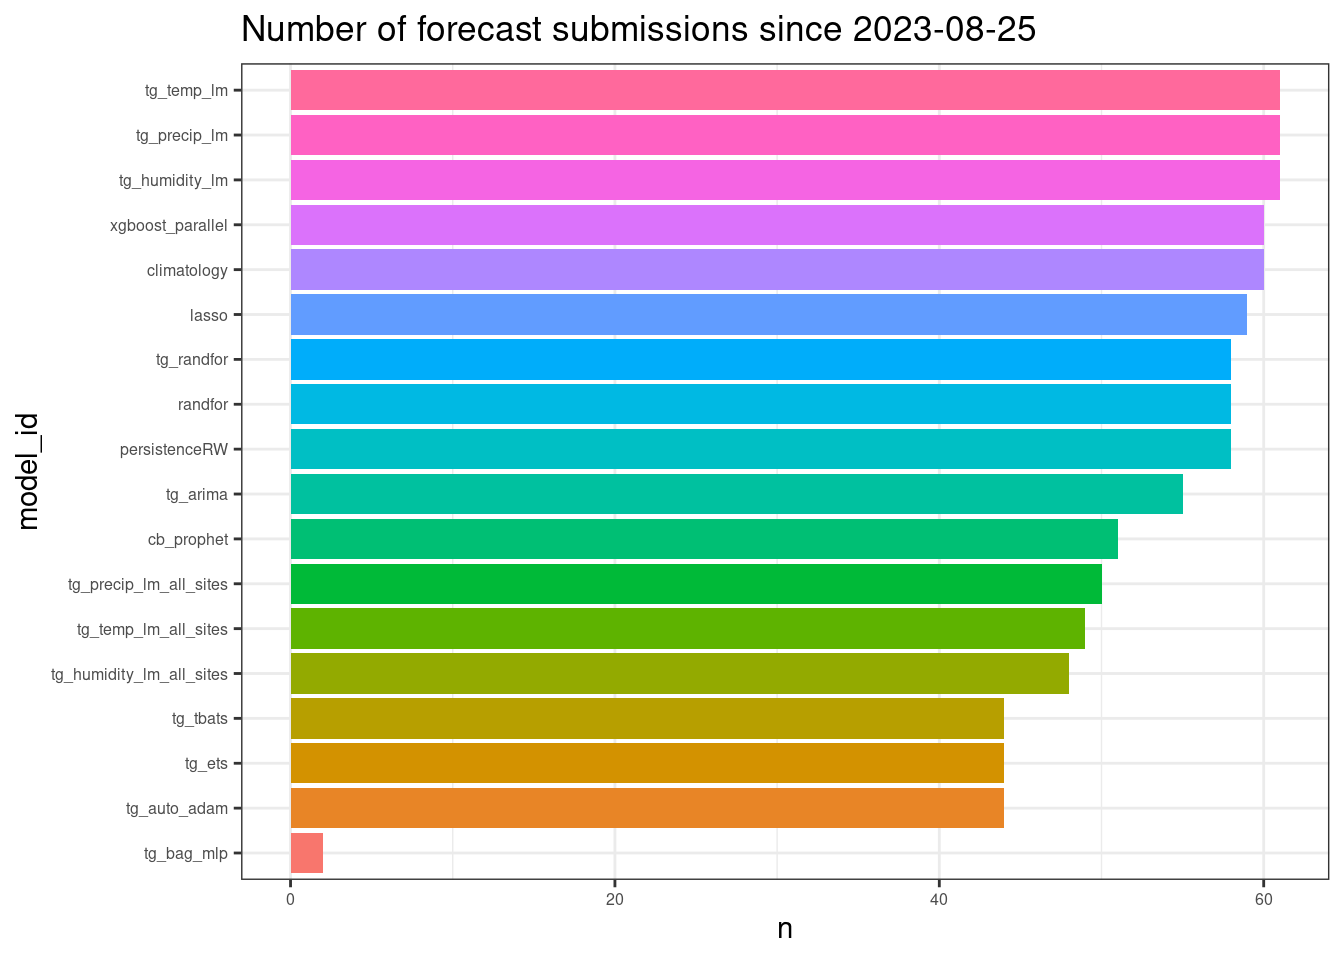 Number of forecast submissions since 2023-08-25
model_id
tg_temp_lm
tg_precip_lm
tg_humidity_lm
xgboost_parallel
climatology
lasso
tg_randfor
randfor
persistenceRW
tg_arima
cb_prophet
tg_precip_lm_all_sites
tg_temp_lm_all_sites
tg_humidity_lm_all_sites
tg_tbats
tg_ets
tg_auto_adam
tg_bag_mlp
0 20 40 60
n